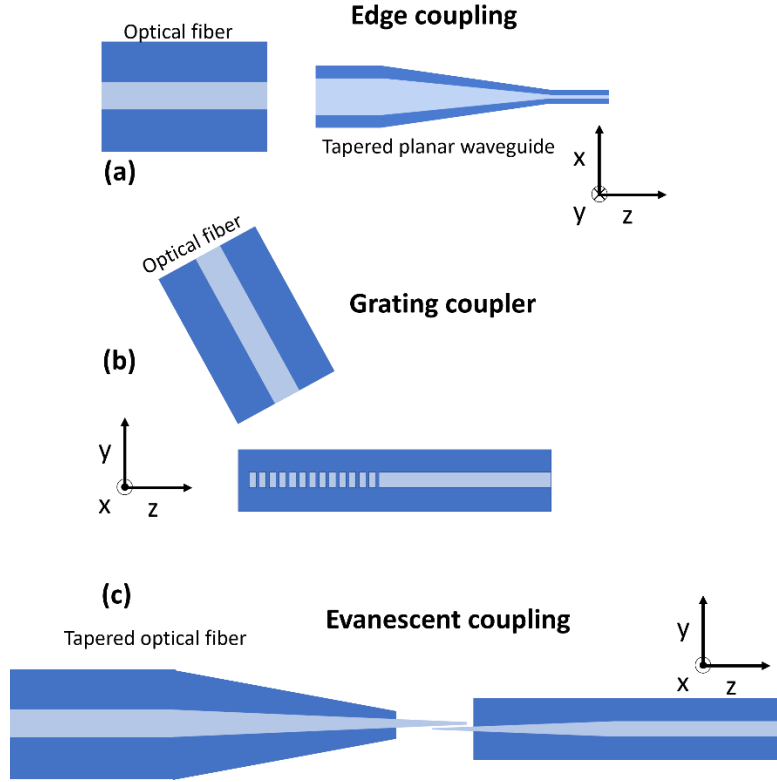 Edge coupling
Optical fiber
Tapered planar waveguide
(a)
x
y
z
Optical fiber
Grating coupler
(b)
y
x
z
(c)
Evanescent coupling
Tapered optical fiber
y
x
z